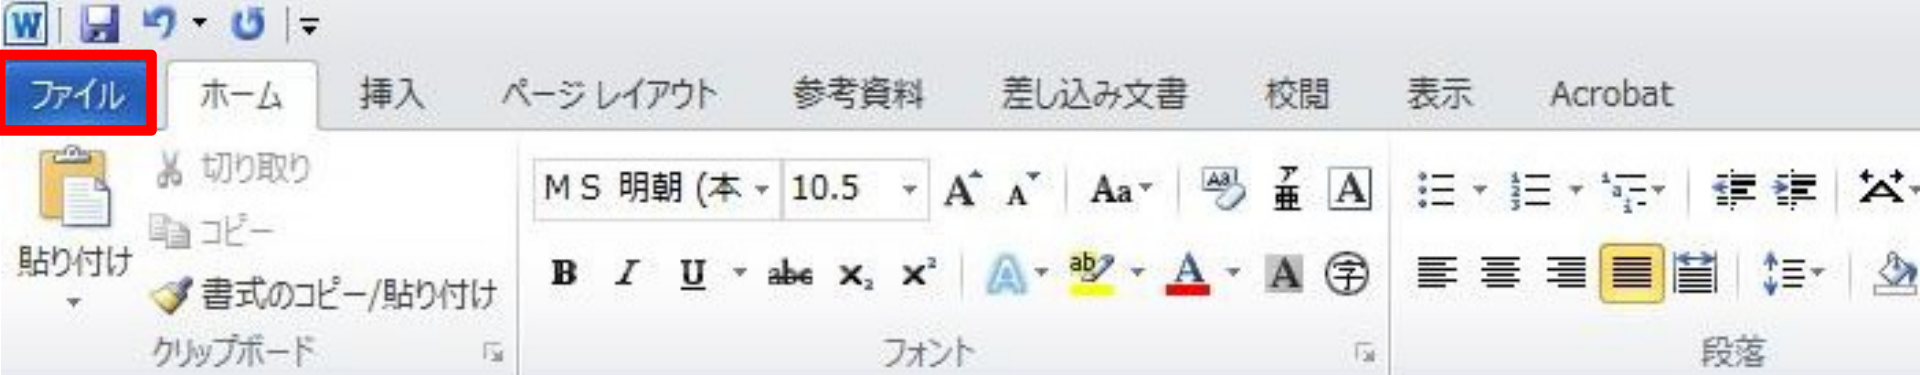 ファイル ホーム 挿入 ページ レイアウト 参考資料 差し込み文書 校閲 表示 Acrobat
切り取り
コピー
書式のコピー/貼り付け
貼り付け
クリップボード
ＭＳ 明朝 (本 10.5
フォント
段落